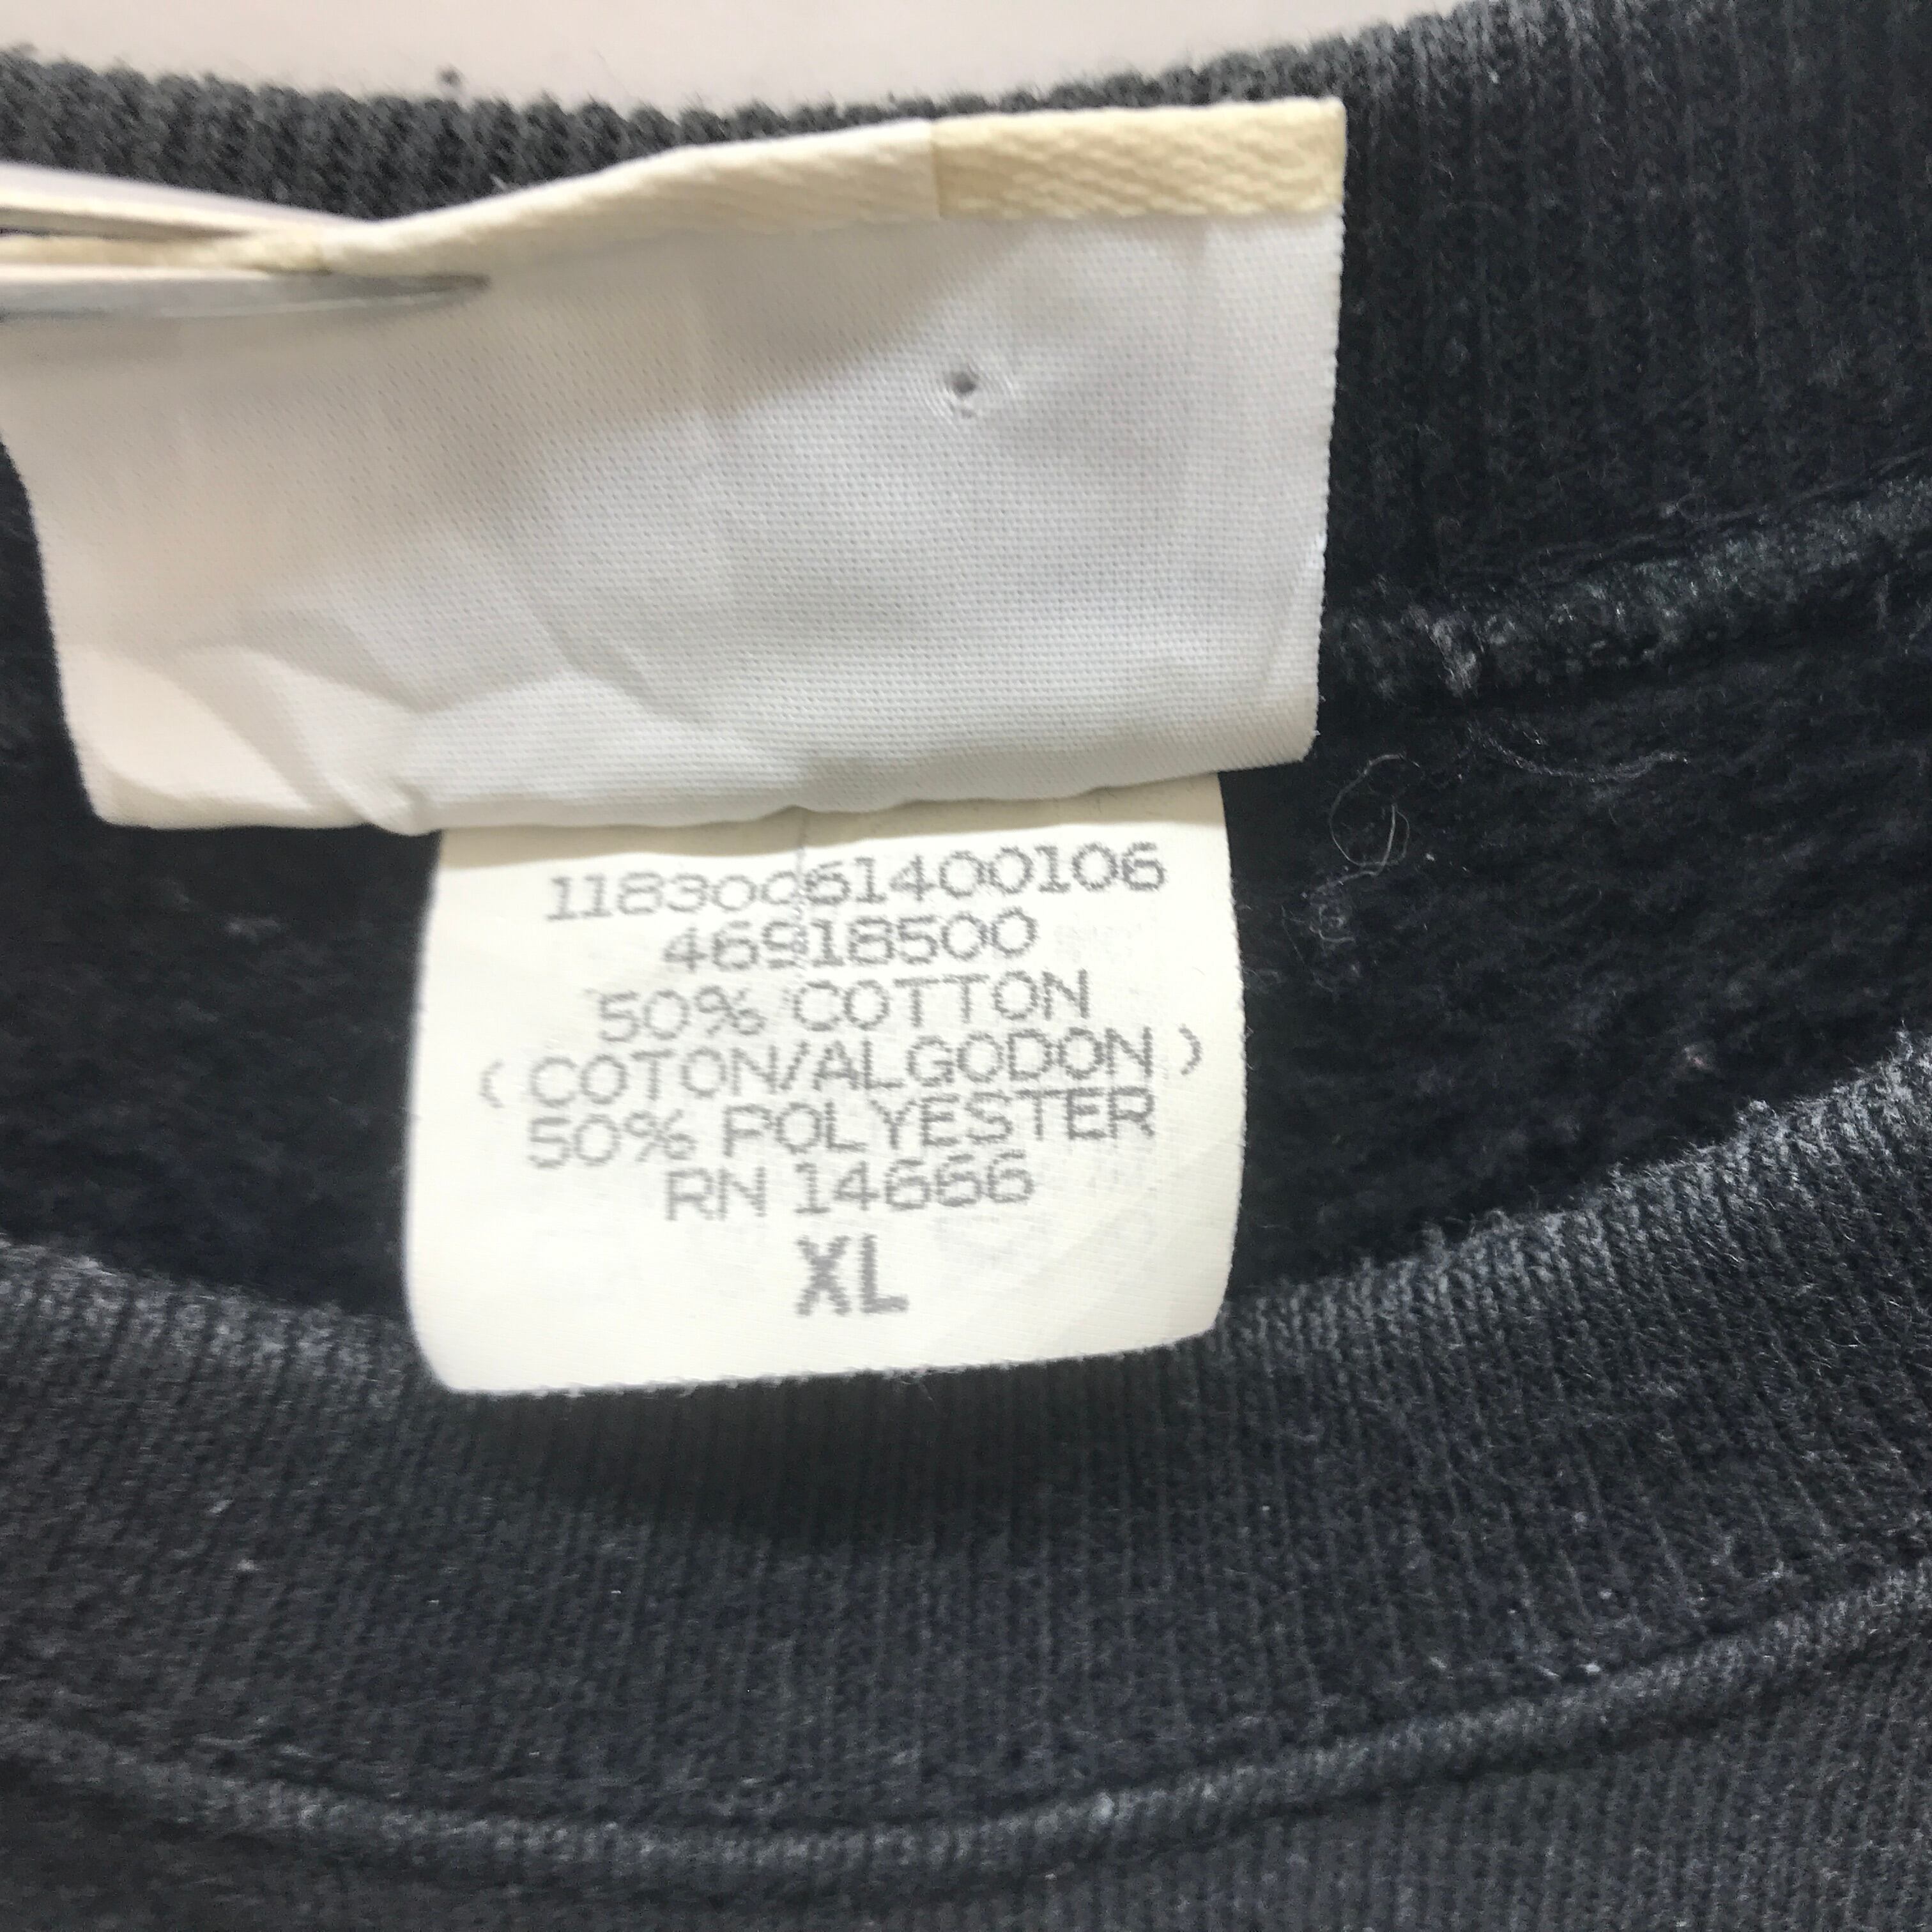 11830061400106
46918500
50% COTTON
(COTON/ALGODON)
50% POLYESTER
RN 14666
XL